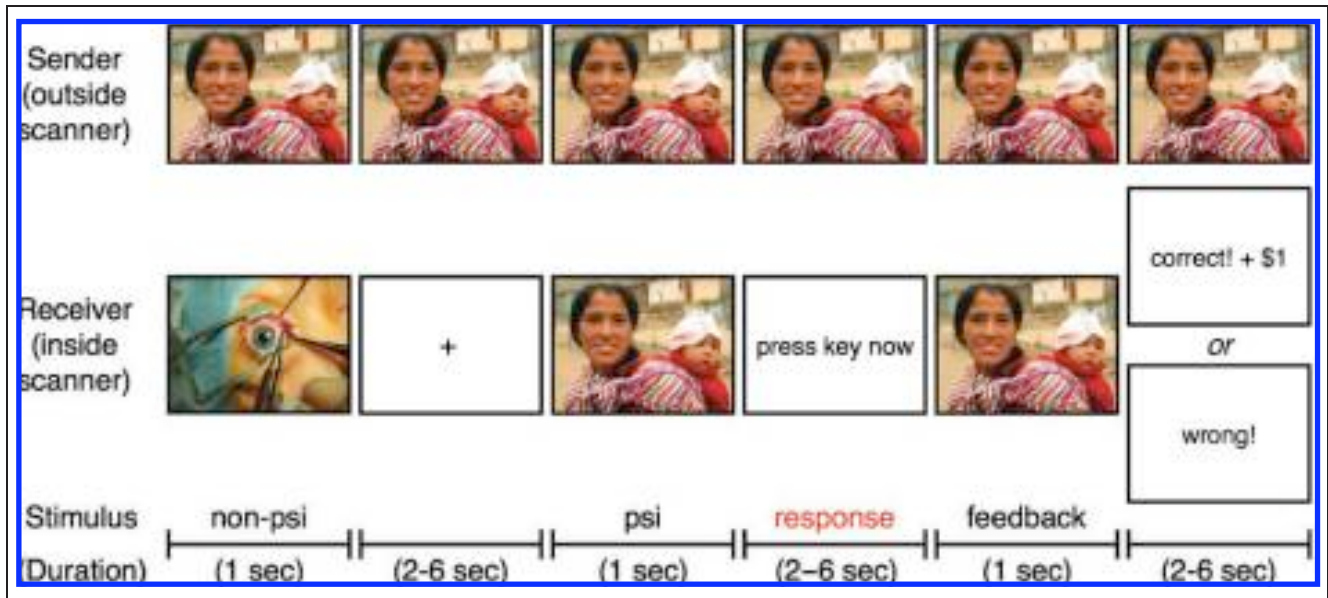 Sender
(outside
scanner)
correct! + $1
Receiver
(inside
scanner)
+
press key now
or
wrong!
Stimulus
non-psi
psi
response
feedback
(Duration)
(1 sec)
(2-6 sec)
(1 sec)
(2–6 sec)
(1 sec)
(2-6 sec)